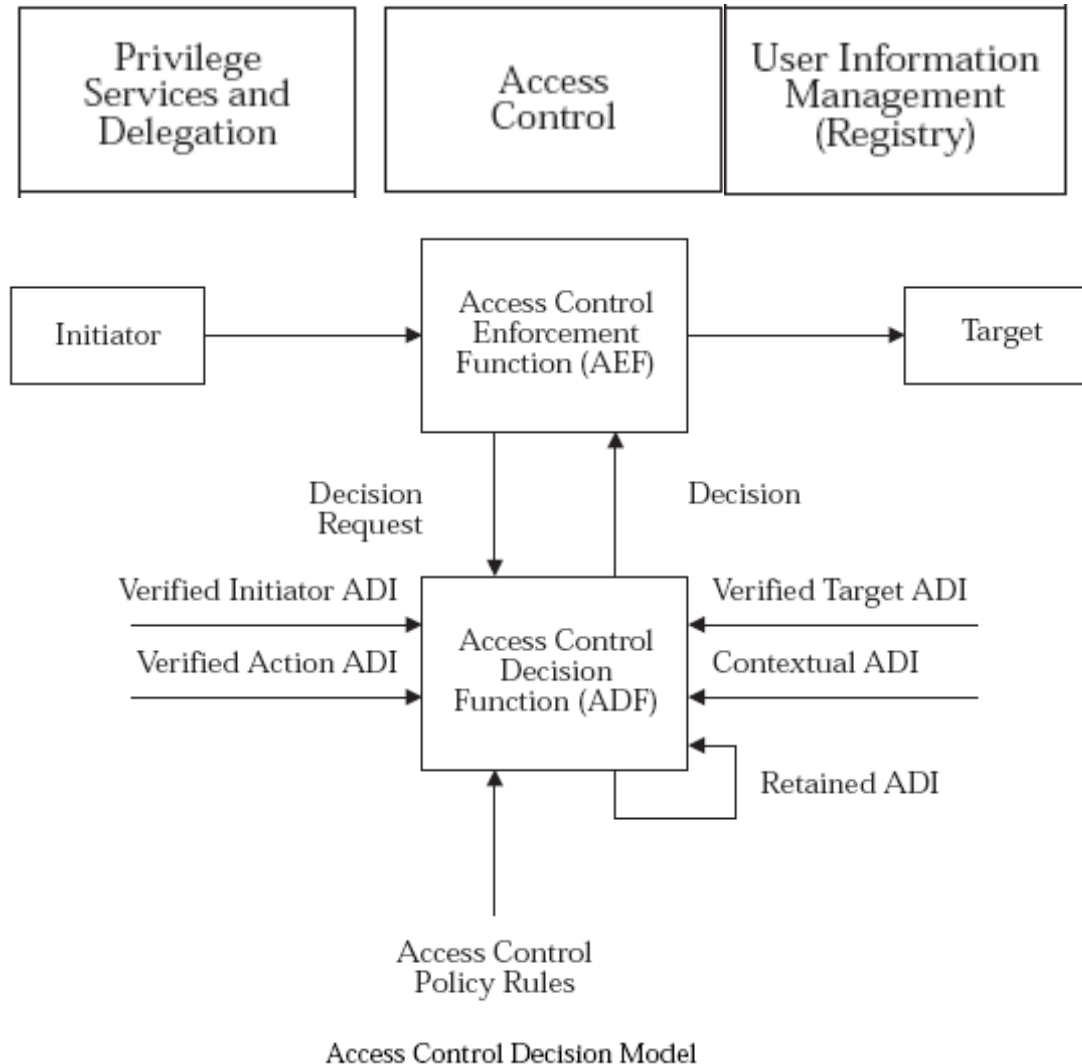 Privilege
Services and
Delegation
Access
Control
User Information
Management
(Registry)
Initiator
Access Control
Enforcement
Function (AEF)
Target
Decision
Request
Decision
Verified Initiator ADI
Verified Action ADI
Access Control
Decision
Function (ADF)
Verified Target ADI
Contextual ADI
Retained ADI
Access Control
Policy Rules
Access Control Decision Model